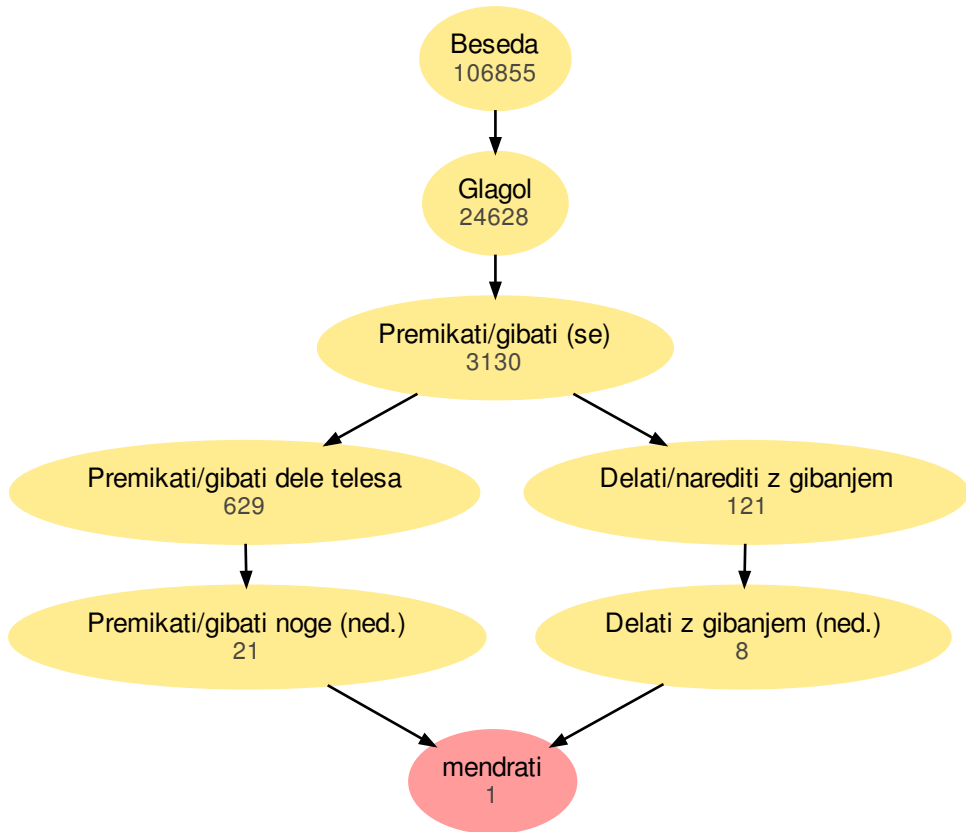 Beseda
106855
Glagol
24628
Premikati/gibati (se)
3130
Premikati/gibati dele telesa
629
Delati/narediti z gibanjem
121
Premikati/gibati noge (ned.)
21
Delati z gibanjem (ned.)
8
mendrati
1